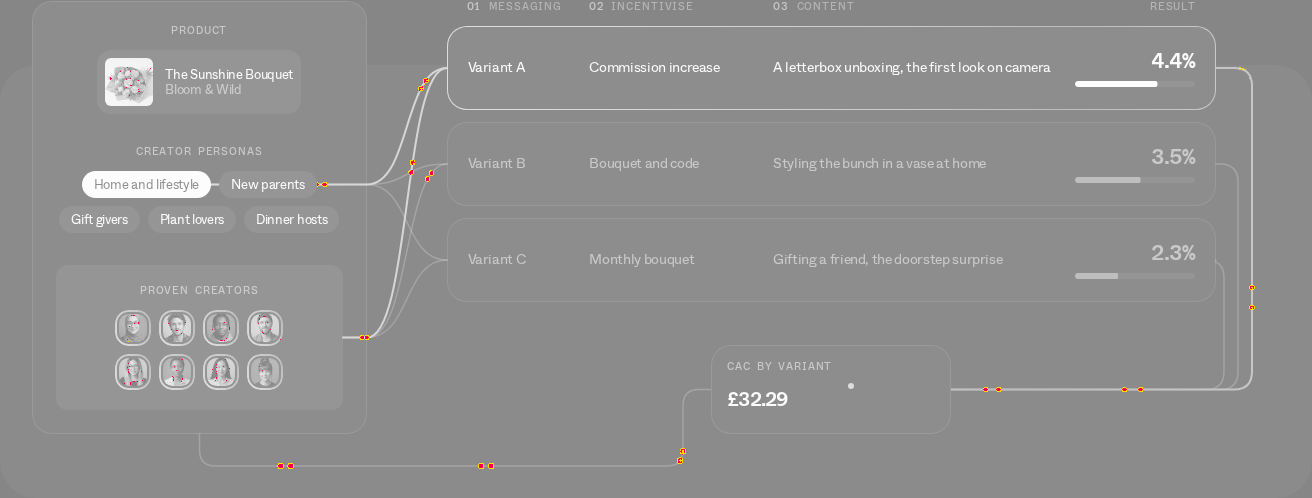 PRODUCT
The Sunshine Bouquet
Bloom & Wild
CREATOR PERSONAS
Home and lifestyle
New parents
Gift givers
Plant lovers
Dinner hosts
PROVEN CREATORS
01 MESSAGING
02 INCENTIVISE
03 CONTENT
RESULT
Variant A
Commission increase
A letterbox unboxing, the first look on camera
4.4%
Variant B
Bouquet and code
Styling the bunch in a vase at home
3.5%
Variant C
Monthly bouquet
Gifting a friend, the doorstep surprise
2.3%
CAC BY VARIANT
£32.29